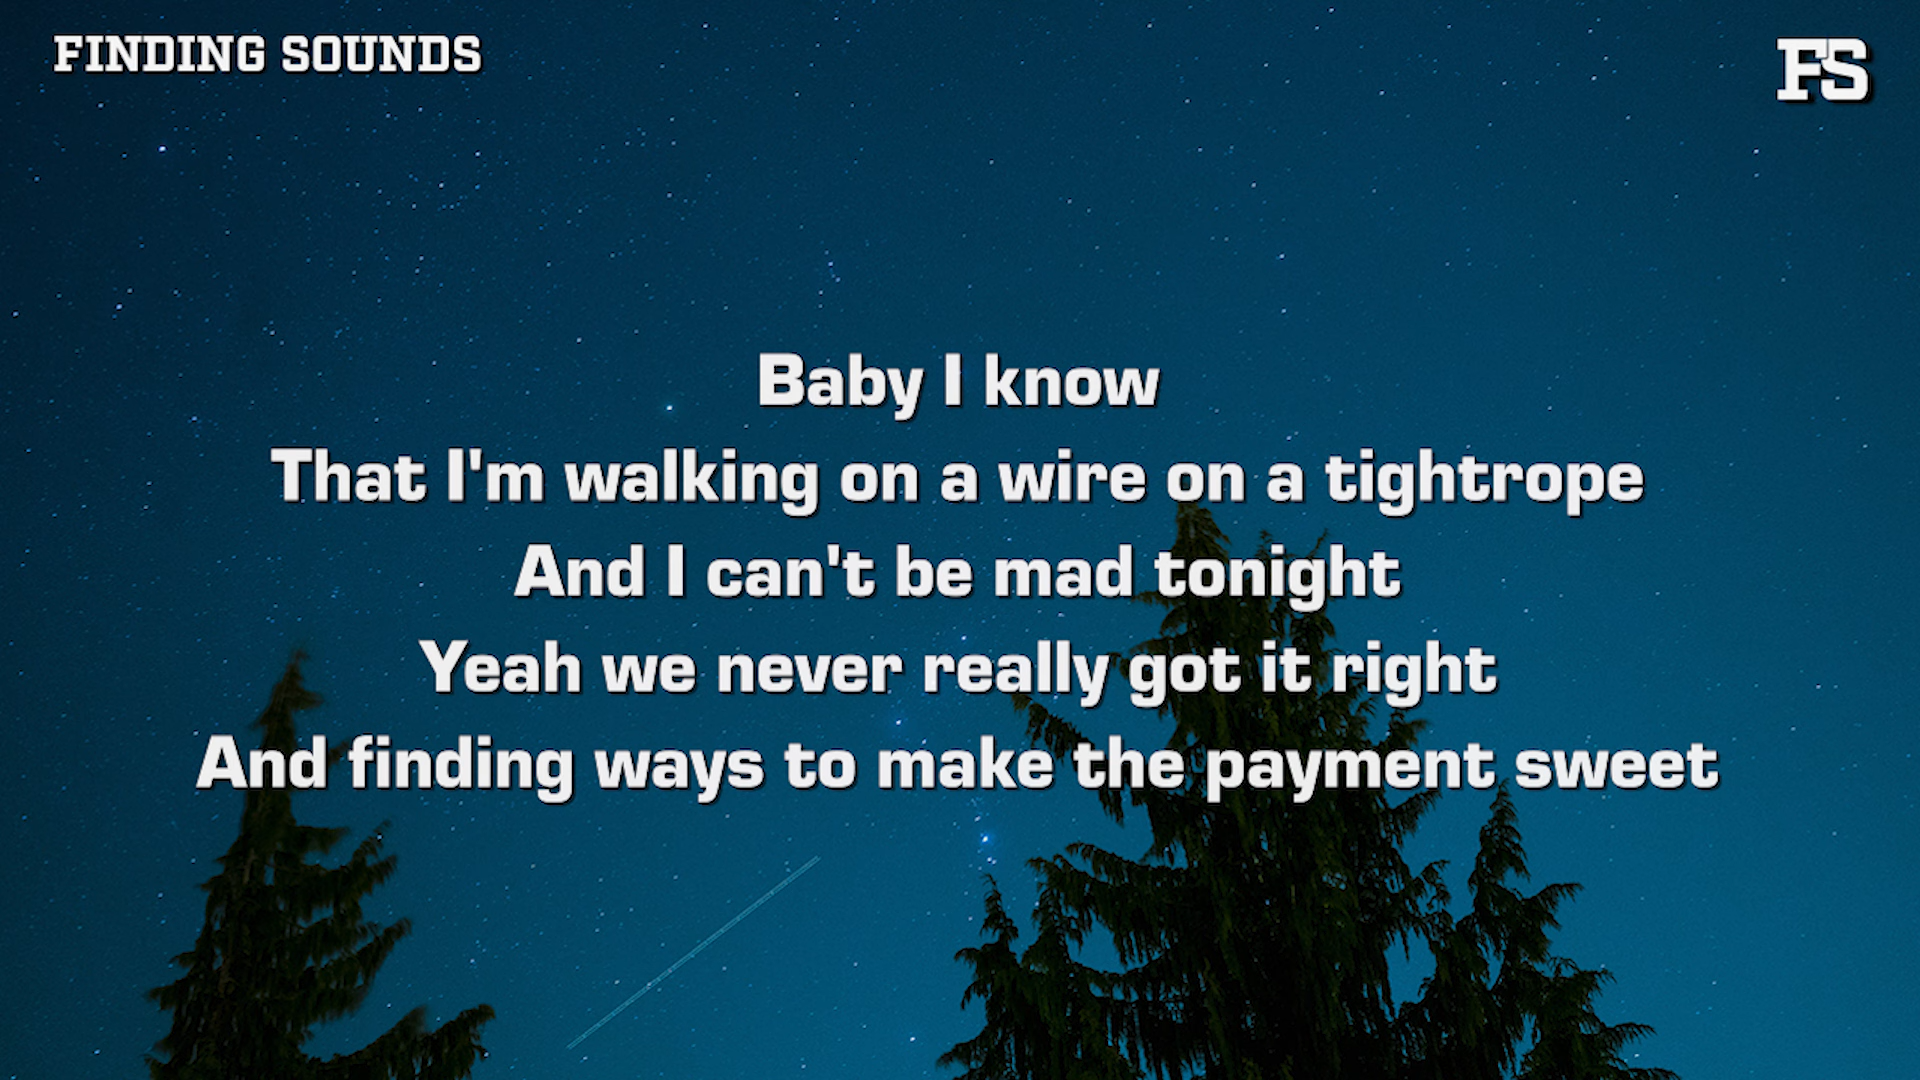 FINDING SOUNDS
FS
Baby I know
That I'm walking on a wire on a tightrope
And I can't be mad tonight
Yeah we never really got it right
And finding ways to make the payment sweet